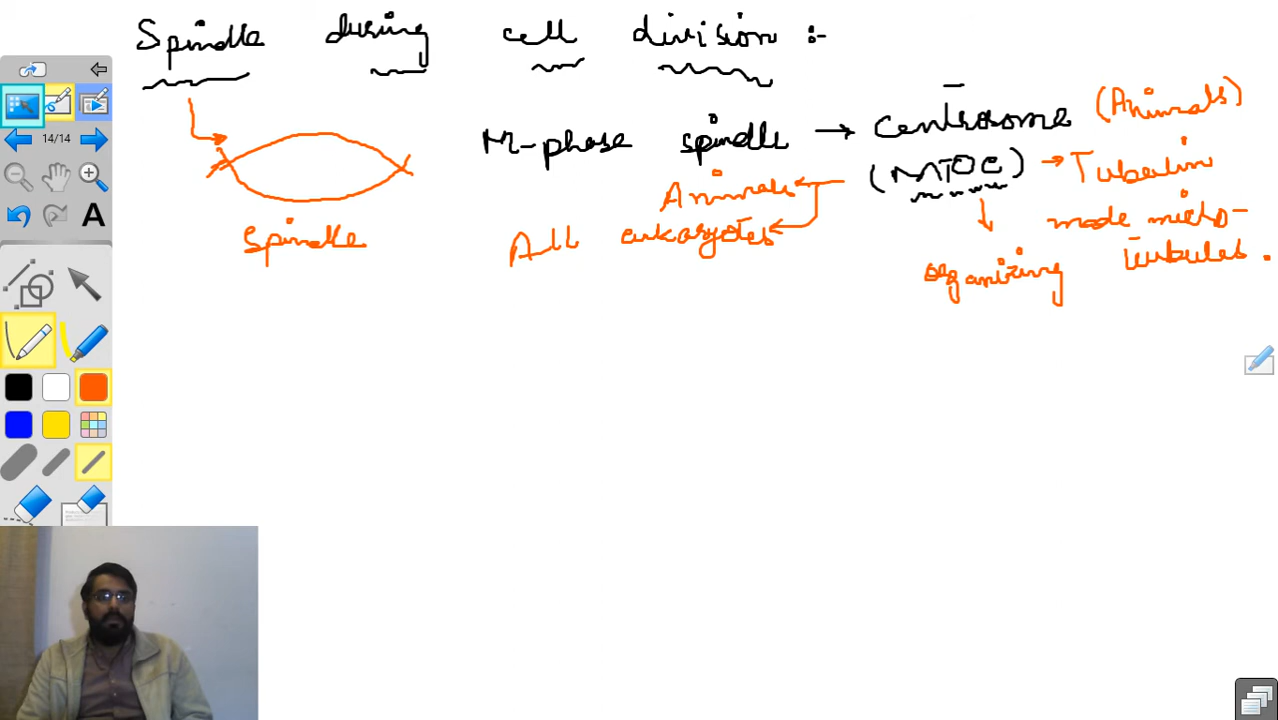 Spindle during cell division :-
14/14
A
M-phase spindle → Centrosome (Animals)
(MTOC) → Tubulin
Animals
made micro-
All eukaryotes
tubules.
Spindle
organizing